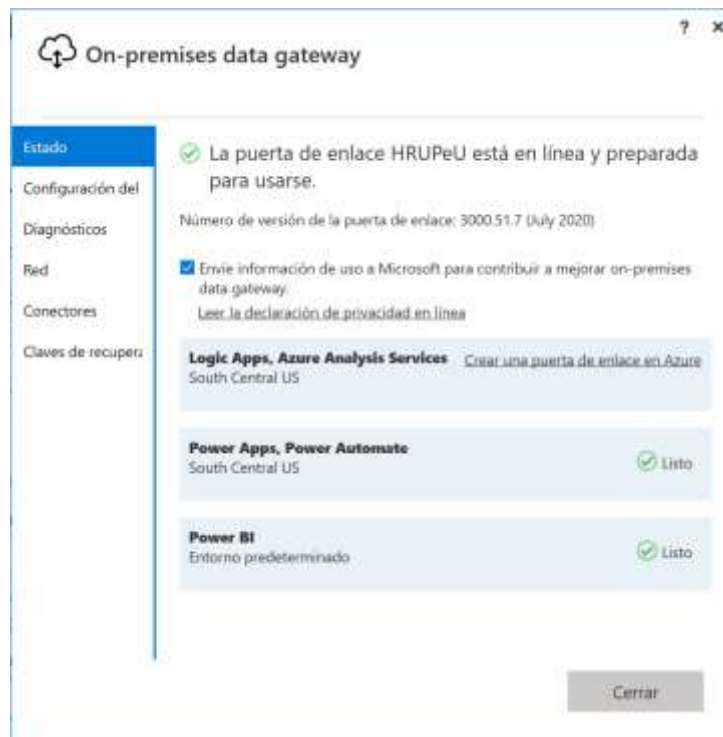 ? ×
On-premises data gateway
Estado
Configuración del
Diagnósticos
Red
Conectores
Claves de recupera
La puerta de enlace HRUPeU está en línea y preparada
para usarse.
Número de versión de la puerta de enlace: 3000.51.7 (July 2020)
Envíe información de uso a Microsoft para contribuir a mejorar on-premises
data gateway.
Leer la declaración de privacidad en línea
Logic Apps, Azure Analysis Services Crear una puerta de enlace en Azure
South Central US
Power Apps, Power Automate
South Central US
Listo
Power BI
Entorno predeterminado
Listo
Cerrar